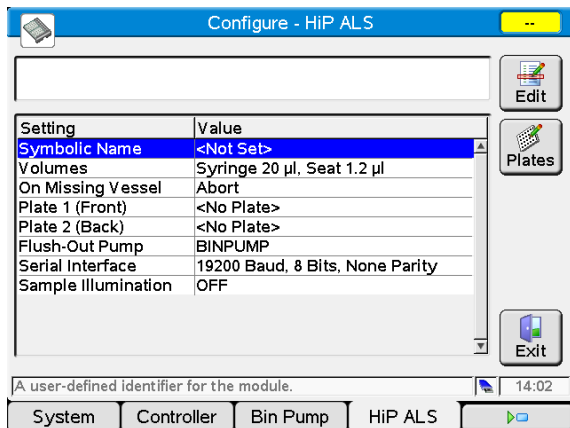 Configure - HiP ALS
--
Edit
Setting Value
Symbolic Name <Not Set>
Plates
Volumes Syringe 20 µl, Seat 1.2 µl
On Missing Vessel Abort
Plate 1 (Front) <No Plate>
Plate 2 (Back) <No Plate>
Flush-Out Pump BINPUMP
Serial Interface 19200 Baud, 8 Bits, None Parity
Sample Illumination OFF
Exit
A user-defined identifier for the module. 14:02
System Controller Bin Pump HiP ALS